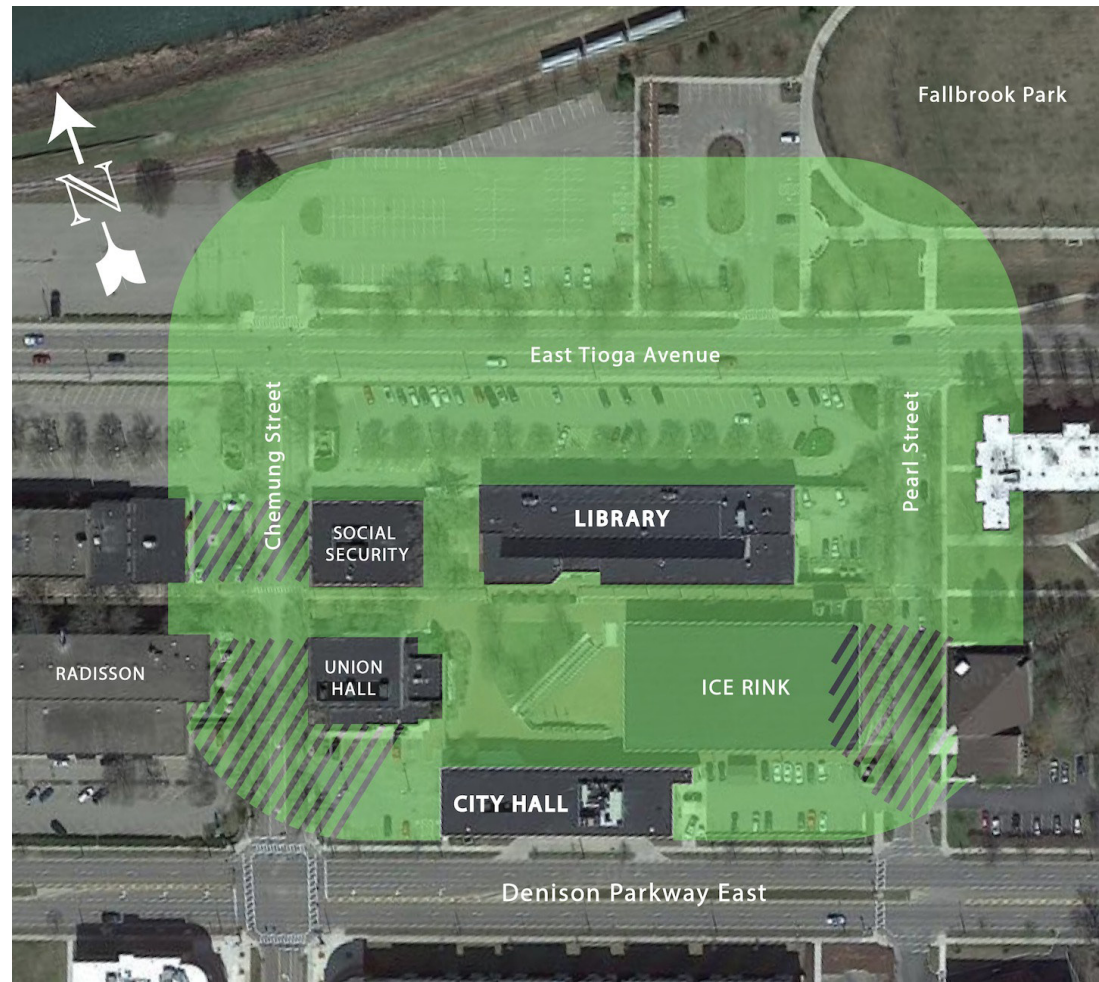 Fallbrook Park
N
East Tioga Avenue
Chemung Street
Pearl Street
LIBRARY
SOCIAL
SECURITY
RADISSON
UNION
HALL
ICE RINK
CITY HALL
Denison Parkway East